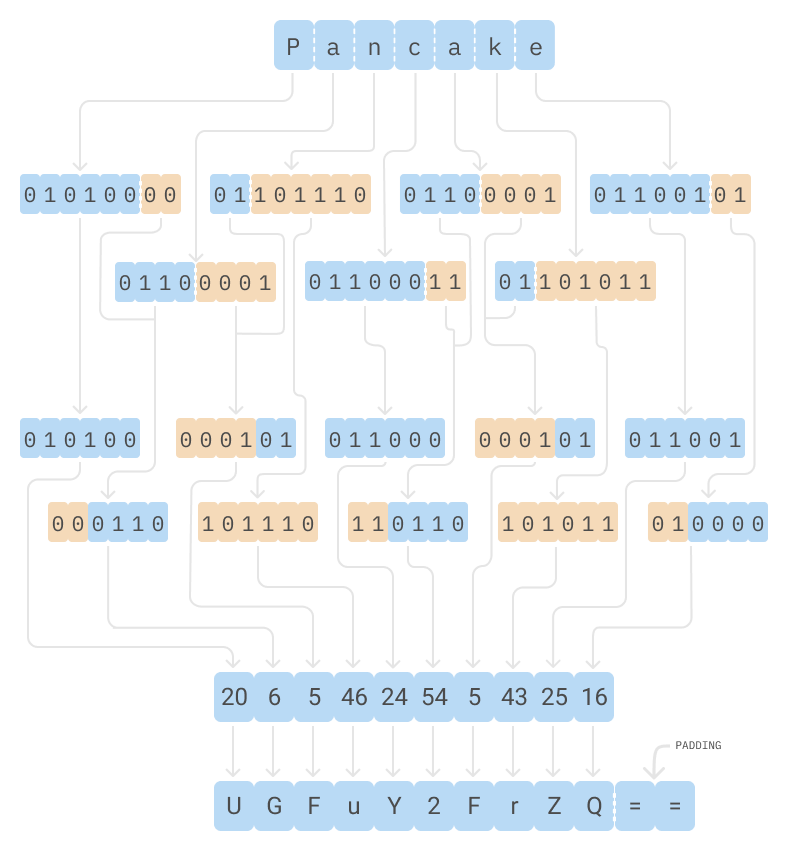 P a n c a k e
01010000 01101110 01100001 01100101
01100001 01100011 01101011
010100 000101 011000 000101 011001
000110 101110 110110 101011 010000
20 6 5 46 24 54 5 43 25 16
PADDING
U G F u Y 2 F r Z Q = =